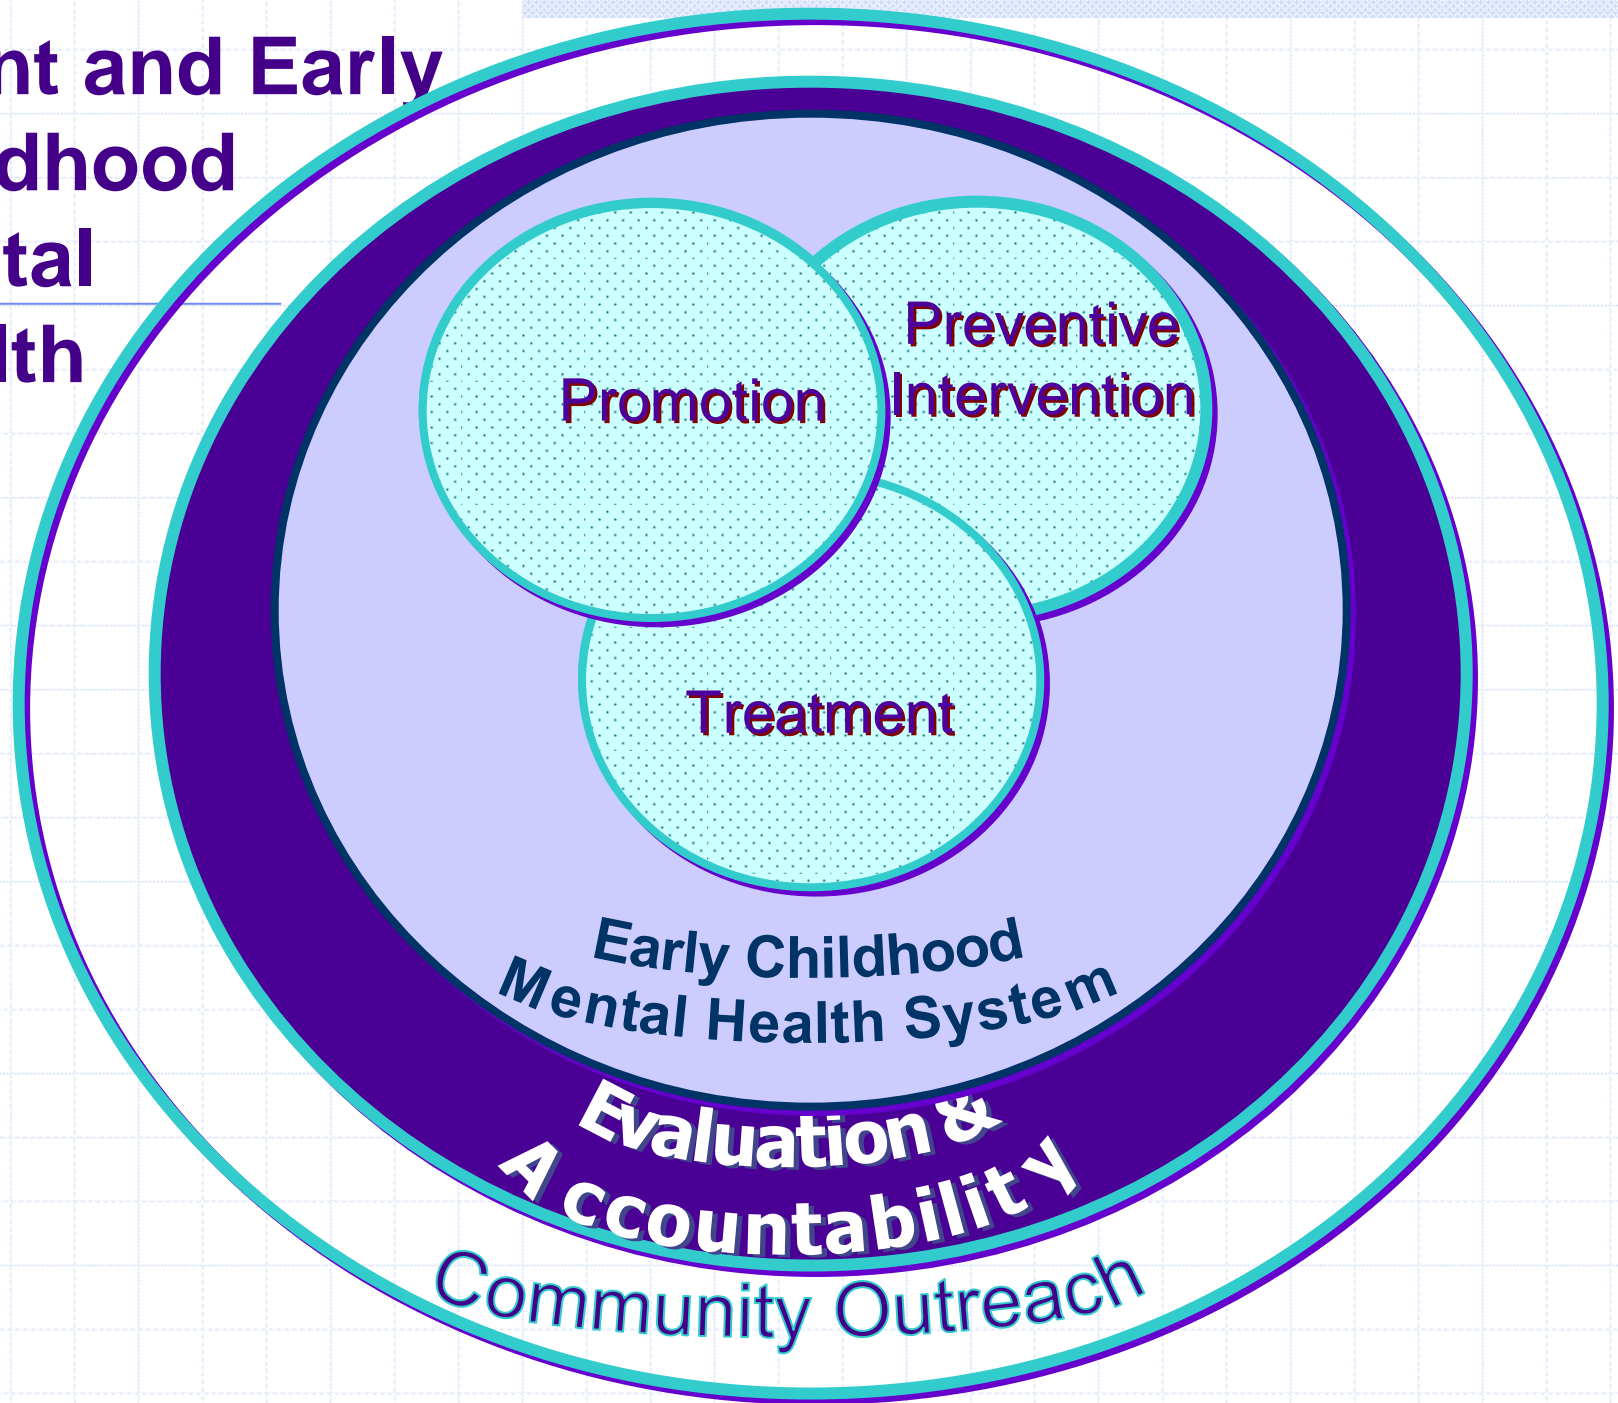 nt and Early
dhood
tal
lth
Preventive
Intervention
Promotion
Treatment
Early Childhood
Mental Health System
Evaluation &
Accountability
Community Outreach